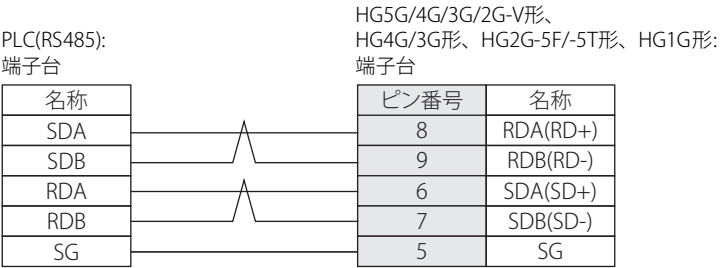 PLC(RS485):
端子台
HG5G/4G/3G/2G-V形、
HG4G/3G形、HG2G-5F/-5T形、HG1G形:
端子台
名称 ピン番号 名称
SDA 8 RDA(RD+)
SDB 9 RDB(RD-)
RDA 6 SDA(SD+)
RDB 7 SDB(SD-)
SG 5 SG